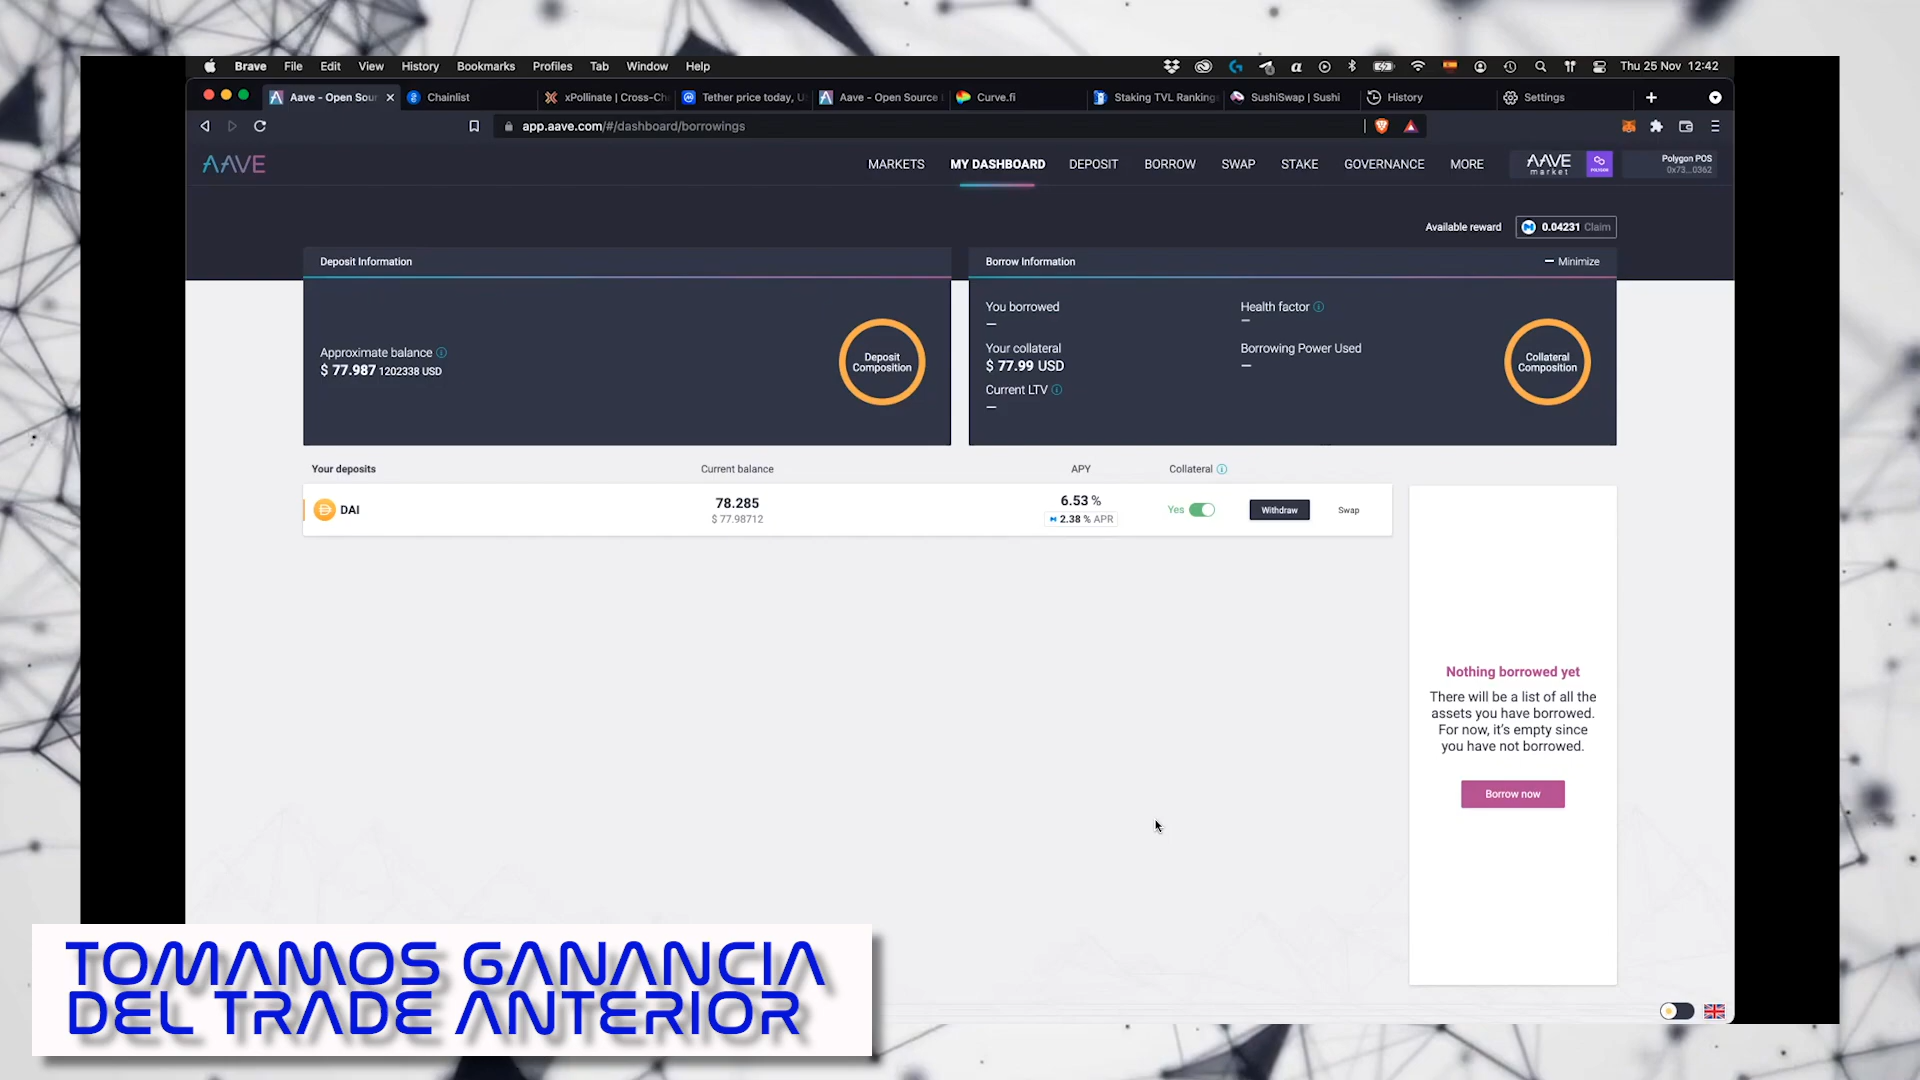 Brave File Edit View History Bookmarks Profiles Tab Window Help
Thu 25 Nov 12:42
Aave - Open Sour
Chainlist
xPollinate | Cross-Ch
Tether price today, U
Aave - Open Source
Curve.fi
Staking TVL Ranking
SushiSwap | Sushi
History
Settings
app.aave.com/#/dashboard/borrowings
AAVE
MARKETS MY DASHBOARD DEPOSIT BORROW SWAP STAKE GOVERNANCE MORE
AAVE
market
POLYGON
Polygon POS
0x73...0362
Available reward
0.04231 Claim
Deposit Information
Approximate balance
$ 77.987 1202338 USD
Deposit
Composition
Borrow Information
Minimize
You borrowed
—
Your collateral
$ 77.99 USD
Current LTV
—
Health factor
—
Borrowing Power Used
—
Collateral
Composition
Your deposits Current balance APY Collateral
DAI
78.285
$ 77.98712
6.53 %
2.38 % APR
Yes
Withdraw
Swap
Nothing borrowed yet
There will be a list of all the
assets you have borrowed.
For now, it's empty since
you have not borrowed.
Borrow now
TOMAMOS GANANCIA
DEL TRADE ANTERIOR